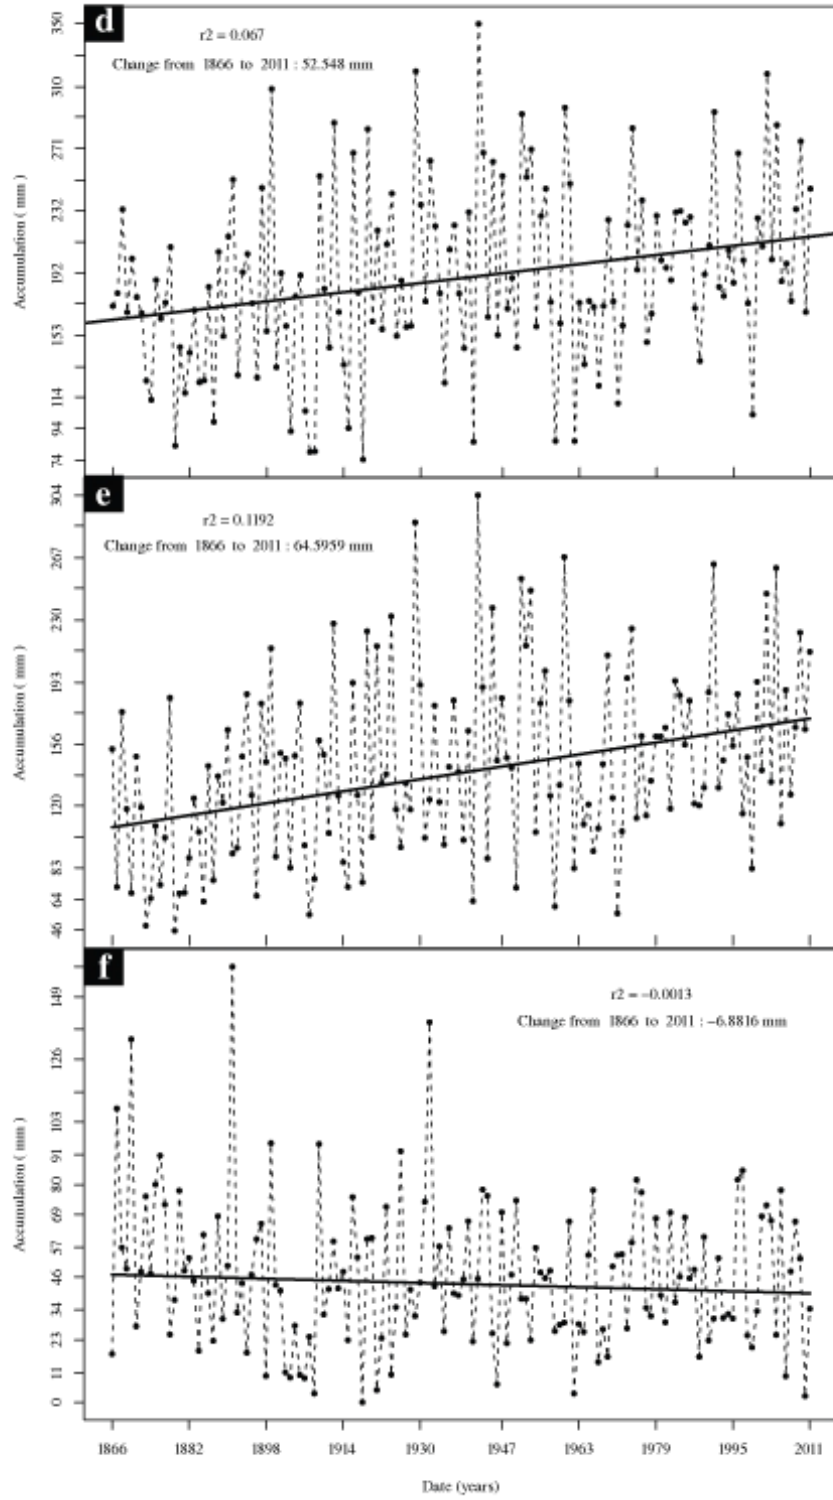 d
r2 = 0.067
Change from 1866 to 2011 : 52.548 mm
Accumulation ( mm )
350
310
271
232
192
153
114
94
74
e
r2 = 0.1192
Change from 1866 to 2011 : 64.5959 mm
Accumulation ( mm )
304
267
230
193
156
120
83
64
46
f
r2 = −0.0013
Change from 1866 to 2011 : −6.8816 mm
Accumulation ( mm )
149
126
103
91
80
69
57
46
34
23
11
0
1866 1882 1898 1914 1930 1947 1963 1979 1995 2011
Date (years)